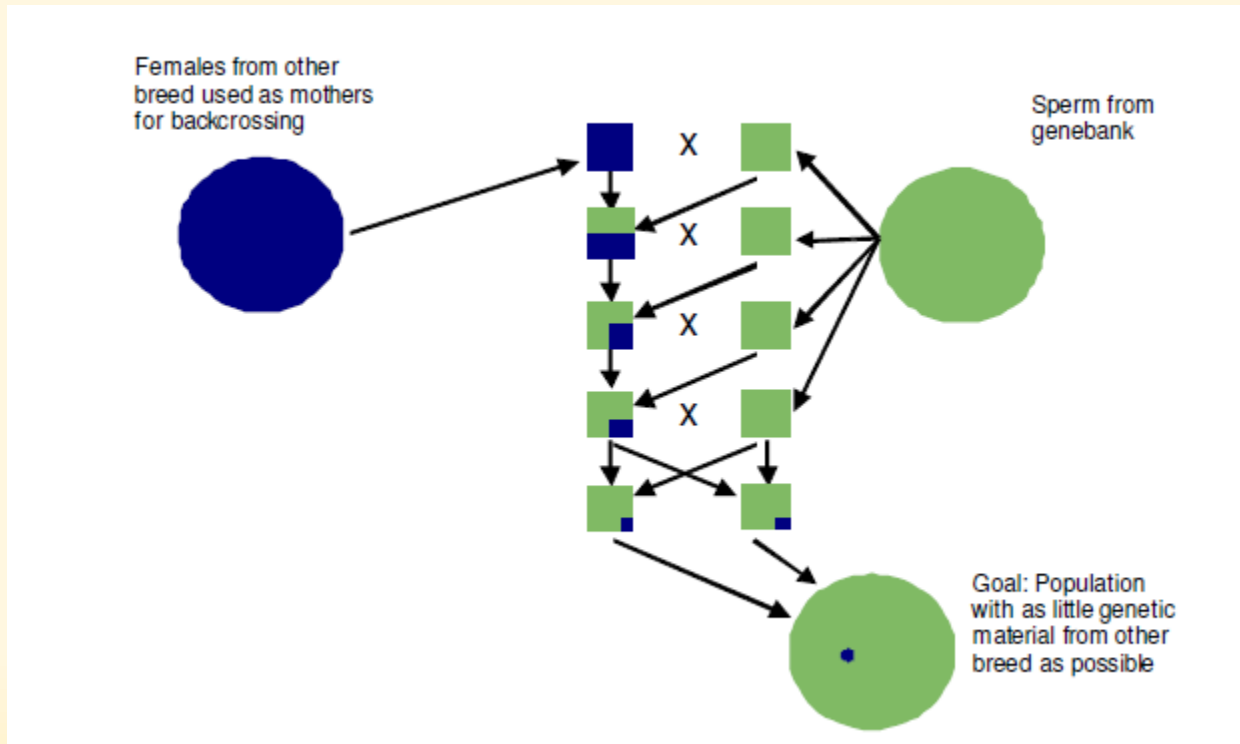 Females from other
breed used as mothers
for backcrossing
Sperm from
genebank
X
X
X
X
Goal: Population
with as little genetic
material from other
breed as possible